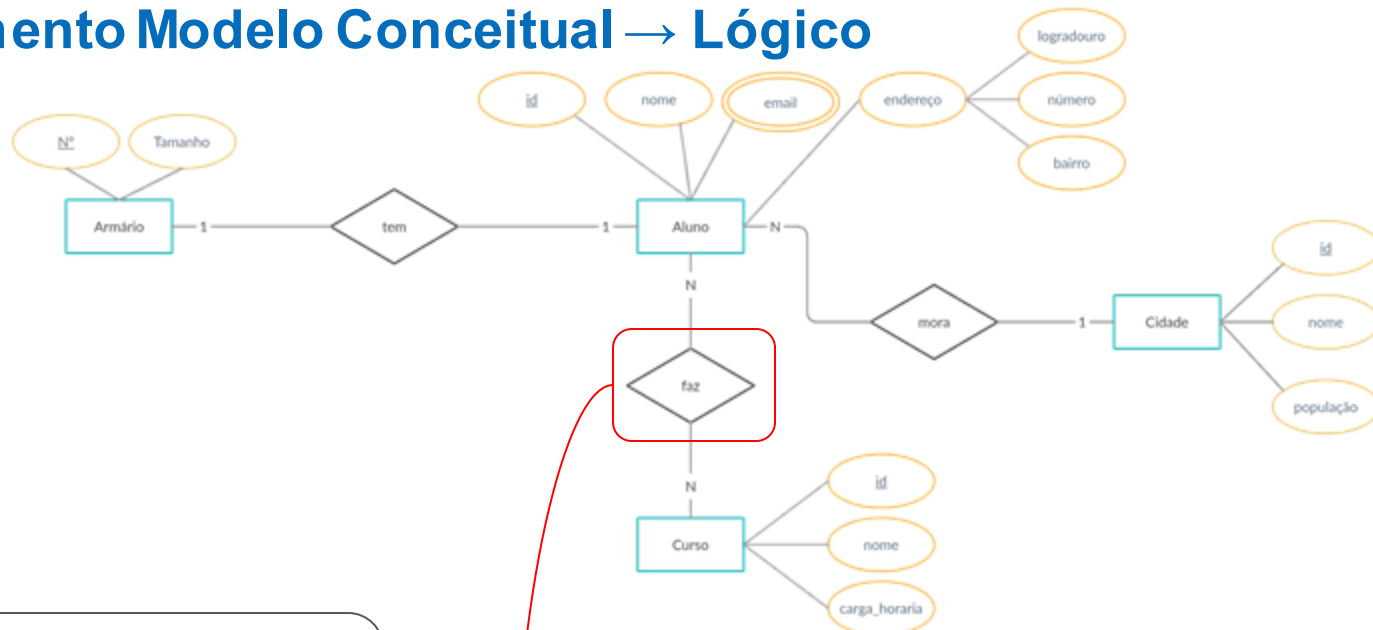 ento Modelo Conceitual → Lógico
logradouro
id
nome
email
endereço
número
Nº
Tamanho
bairro
Armário
1
tem
1
Aluno
N
id
N
mora
1
Cidade
nome
faz
população
N
id
Curso
nome
carga_horaria